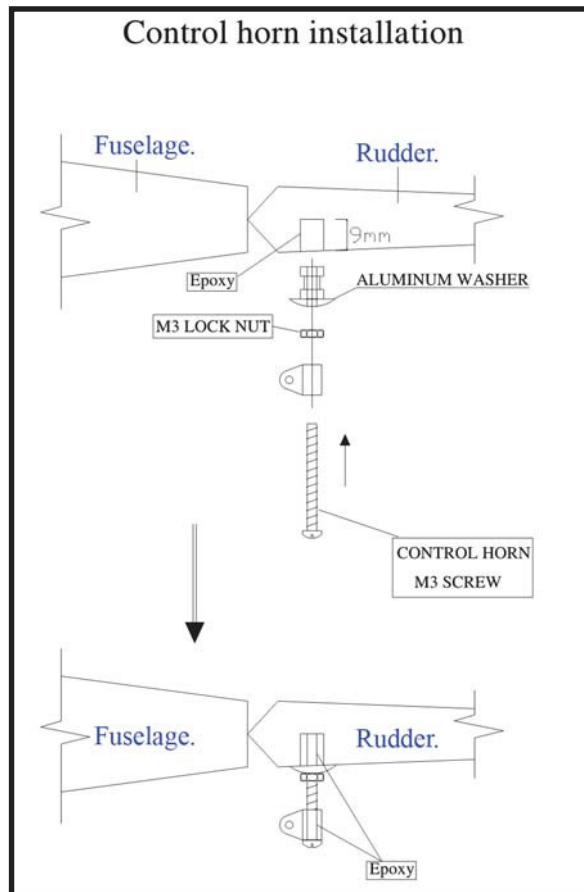 Control horn installation
Fuselage.
Rudder.
9mm
Epoxy
ALUMINUM WASHER
M3 LOCK NUT
CONTROL HORN
M3 SCREW
Fuselage.
Rudder.
Epoxy